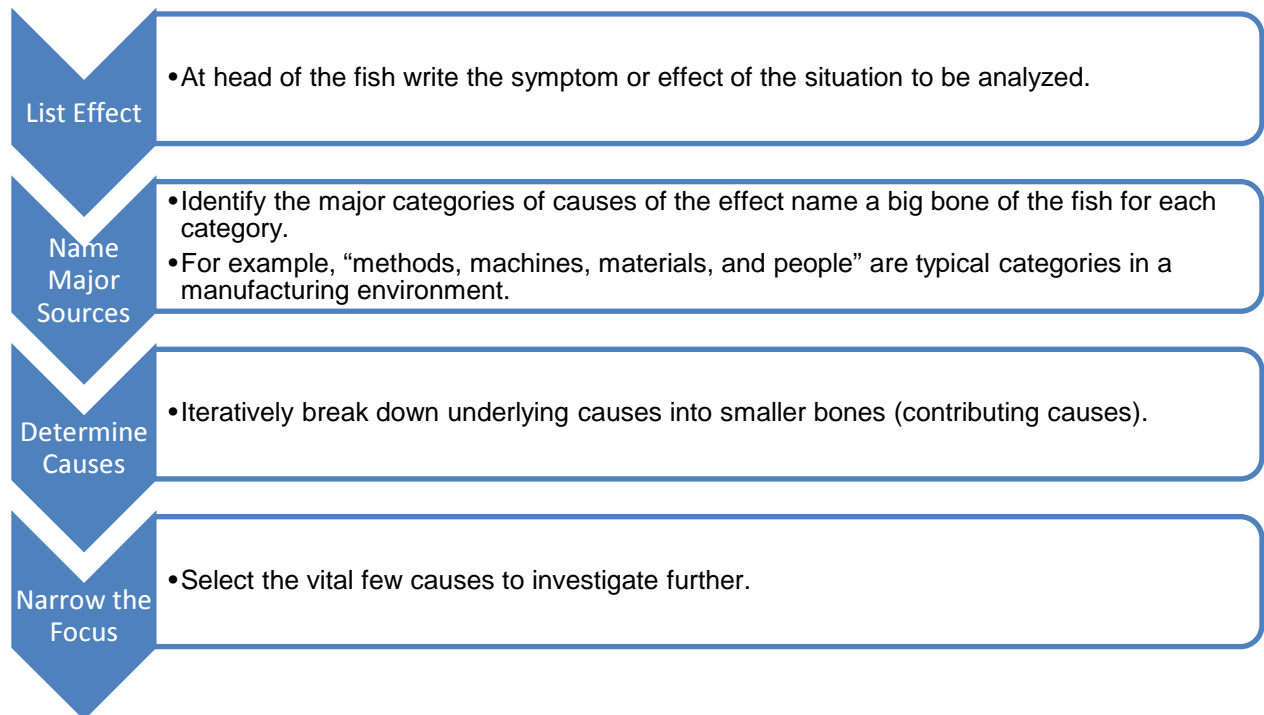 List Effect
•At head of the fish write the symptom or effect of the situation to be analyzed.
Name
Major
Sources
•Identify the major categories of causes of the effect name a big bone of the fish for each
category.
•For example, “methods, machines, materials, and people” are typical categories in a
manufacturing environment.
Determine
Causes
•Iteratively break down underlying causes into smaller bones (contributing causes).
Narrow the
Focus
•Select the vital few causes to investigate further.